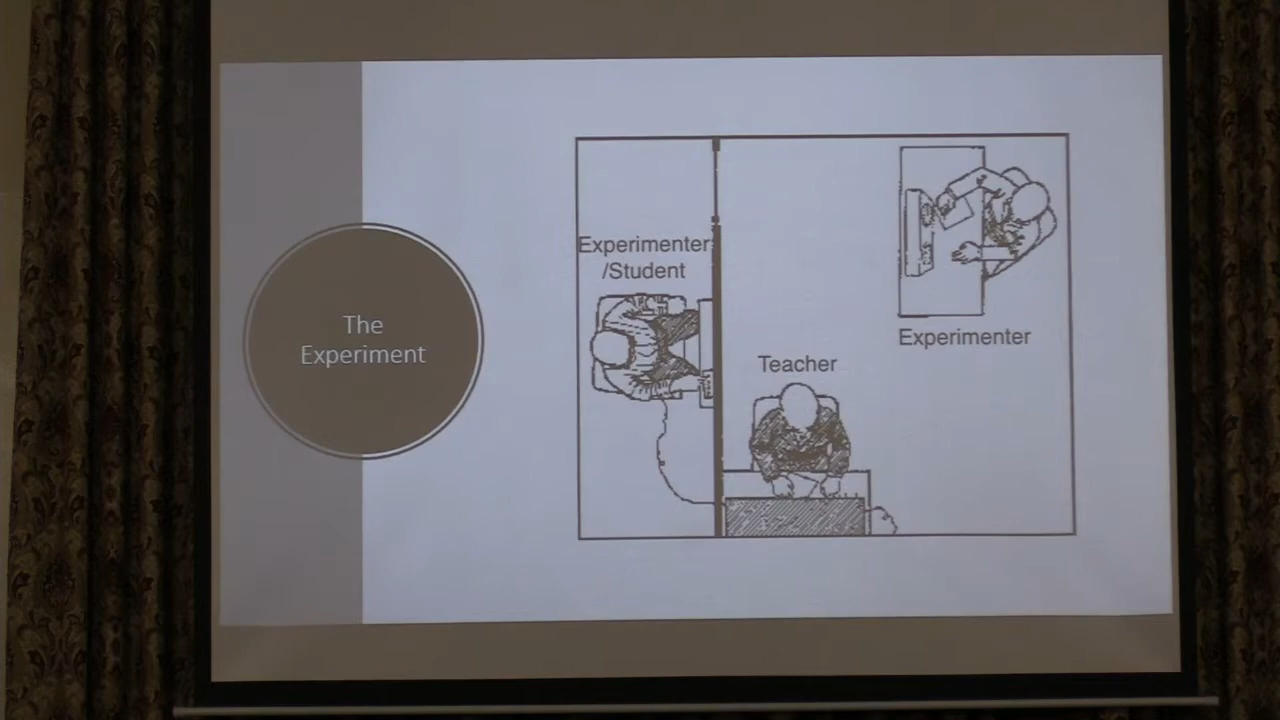 The
Experiment
Experimenter
/Student
Teacher
Experimenter